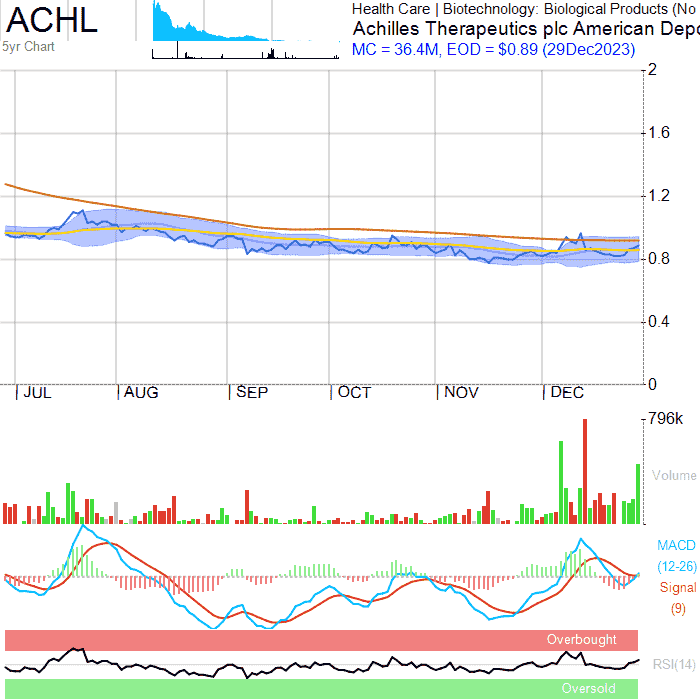 ACHL
5yr Chart
Health Care | Biotechnology: Biological Products (No
Achilles Therapeutics plc American Depo
MC = 36.4M, EOD = $0.89 (29Dec2023)
2
1.6
1.2
0.8
0.4
0
JUL AUG SEP OCT NOV DEC
796k
Volume
MACD
(12-26)
Signal
(9)
Overbought
RSI(14)
Oversold